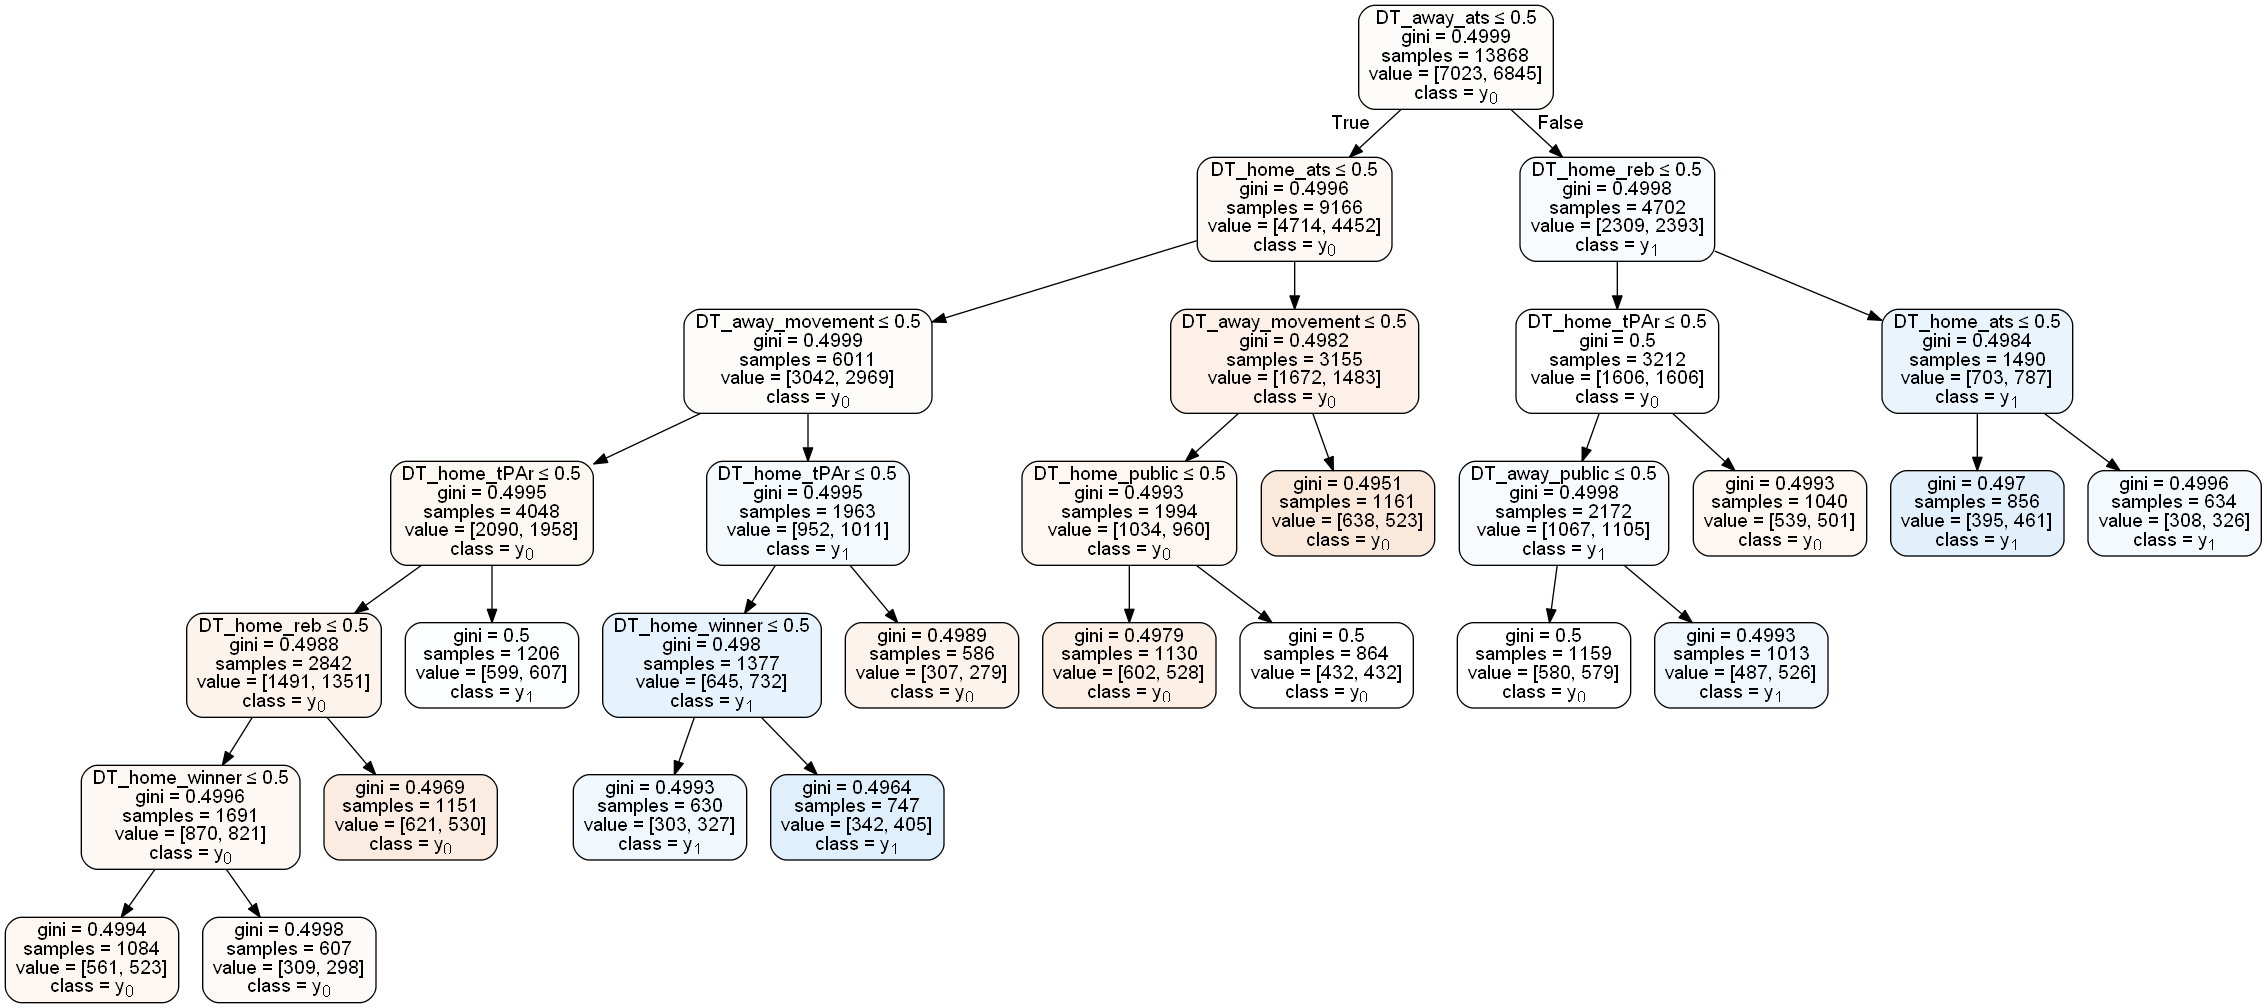 DT_away_ats ≤ 0.5
gini = 0.4999
samples = 13868
value = [7023, 6845]
class = y₀
True
False
DT_home_ats ≤ 0.5
gini = 0.4996
samples = 9166
value = [4714, 4452]
class = y₀
DT_home_reb ≤ 0.5
gini = 0.4998
samples = 4702
value = [2309, 2393]
class = y₁
DT_away_movement ≤ 0.5
gini = 0.4999
samples = 6011
value = [3042, 2969]
class = y₀
DT_away_movement ≤ 0.5
gini = 0.4982
samples = 3155
value = [1672, 1483]
class = y₀
DT_home_tPAr ≤ 0.5
gini = 0.5
samples = 3212
value = [1606, 1606]
class = y₀
DT_home_ats ≤ 0.5
gini = 0.4984
samples = 1490
value = [703, 787]
class = y₁
DT_home_tPAr ≤ 0.5
gini = 0.4995
samples = 4048
value = [2090, 1958]
class = y₀
DT_home_tPAr ≤ 0.5
gini = 0.4995
samples = 1963
value = [952, 1011]
class = y₁
DT_home_public ≤ 0.5
gini = 0.4993
samples = 1994
value = [1034, 960]
class = y₀
gini = 0.4951
samples = 1161
value = [638, 523]
class = y₀
DT_away_public ≤ 0.5
gini = 0.4998
samples = 2172
value = [1067, 1105]
class = y₁
gini = 0.4993
samples = 1040
value = [539, 501]
class = y₀
gini = 0.497
samples = 856
value = [395, 461]
class = y₁
gini = 0.4996
samples = 634
value = [308, 326]
class = y₁
DT_home_reb ≤ 0.5
gini = 0.4988
samples = 2842
value = [1491, 1351]
class = y₀
gini = 0.5
samples = 1206
value = [599, 607]
class = y₁
DT_home_winner ≤ 0.5
gini = 0.498
samples = 1377
value = [645, 732]
class = y₁
gini = 0.4989
samples = 586
value = [307, 279]
class = y₀
gini = 0.4979
samples = 1130
value = [602, 528]
class = y₀
gini = 0.5
samples = 864
value = [432, 432]
class = y₀
gini = 0.5
samples = 1159
value = [580, 579]
class = y₀
gini = 0.4993
samples = 1013
value = [487, 526]
class = y₁
DT_home_winner ≤ 0.5
gini = 0.4996
samples = 1691
value = [870, 821]
class = y₀
gini = 0.4969
samples = 1151
value = [621, 530]
class = y₀
gini = 0.4993
samples = 630
value = [303, 327]
class = y₁
gini = 0.4964
samples = 747
value = [342, 405]
class = y₁
gini = 0.4994
samples = 1084
value = [561, 523]
class = y₀
gini = 0.4998
samples = 607
value = [309, 298]
class = y₀